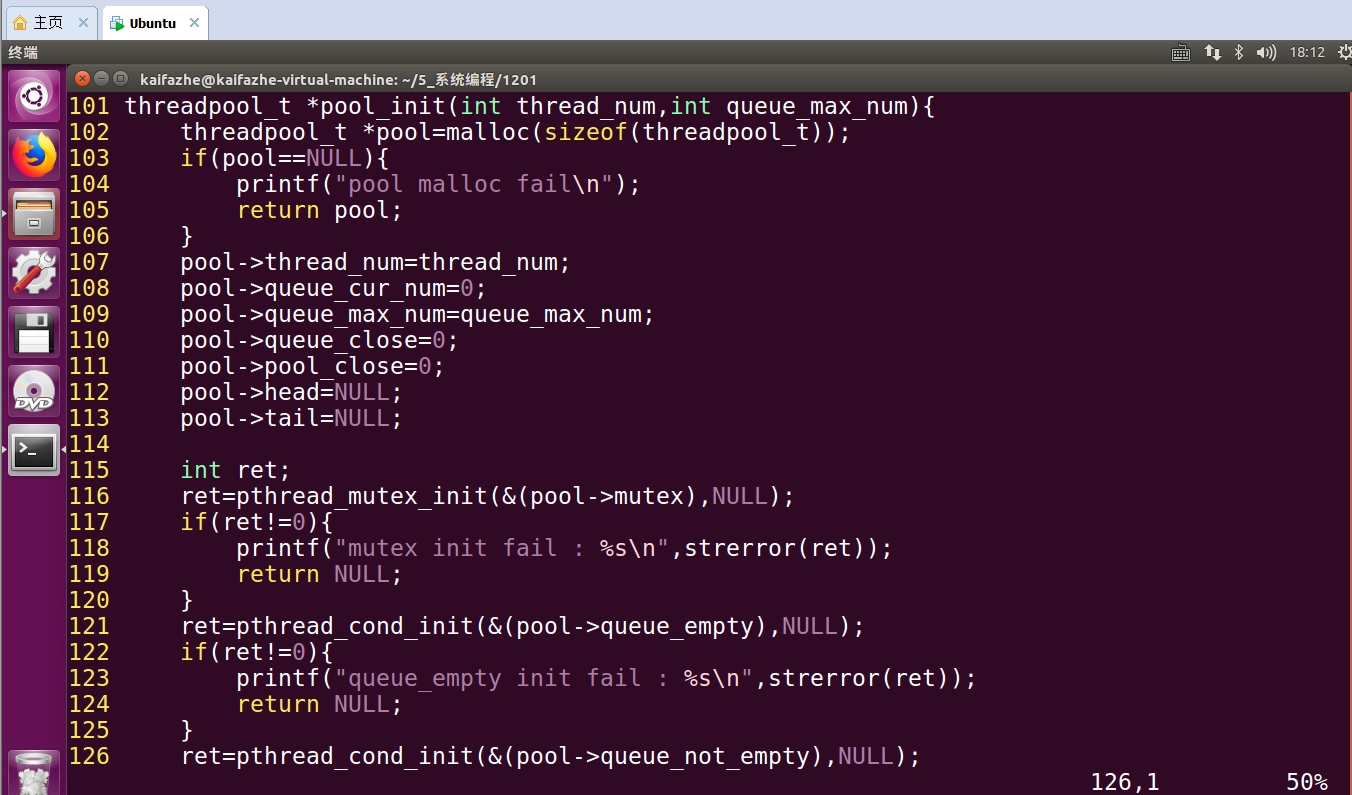 主页
Ubuntu
终端
18:12
kaifazhe@kaifazhe-virtual-machine: ~/5_系统编程/1201
101 threadpool_t *pool_init(int thread_num,int queue_max_num){
102     threadpool_t *pool=malloc(sizeof(threadpool_t));
103     if(pool==NULL){
104         printf("pool malloc fail\n");
105         return pool;
106     }
107     pool->thread_num=thread_num;
108     pool->queue_cur_num=0;
109     pool->queue_max_num=queue_max_num;
110     pool->queue_close=0;
111     pool->pool_close=0;
112     pool->head=NULL;
113     pool->tail=NULL;
114
115     int ret;
116     ret=pthread_mutex_init(&(pool->mutex),NULL);
117     if(ret!=0){
118         printf("mutex init fail : %s\n",strerror(ret));
119         return NULL;
120     }
121     ret=pthread_cond_init(&(pool->queue_empty),NULL);
122     if(ret!=0){
123         printf("queue_empty init fail : %s\n",strerror(ret));
124         return NULL;
125     }
126     ret=pthread_cond_init(&(pool->queue_not_empty),NULL);
126,1 50%
DVD